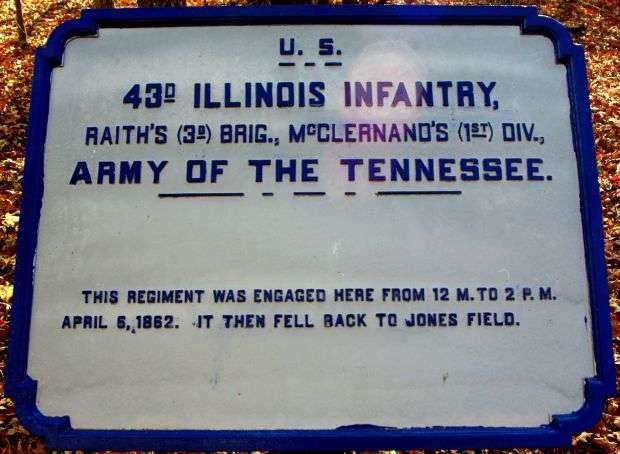 U. S.
43D ILLINOIS INFANTRY,
RAITH'S (3D) BRIG., McCLERNAND'S (1ST) DIV.,
ARMY OF THE TENNESSEE.
THIS REGIMENT WAS ENGAGED HERE FROM 12 M. TO 2 P. M.
APRIL 6, 1862. IT THEN FELL BACK TO JONES FIELD.